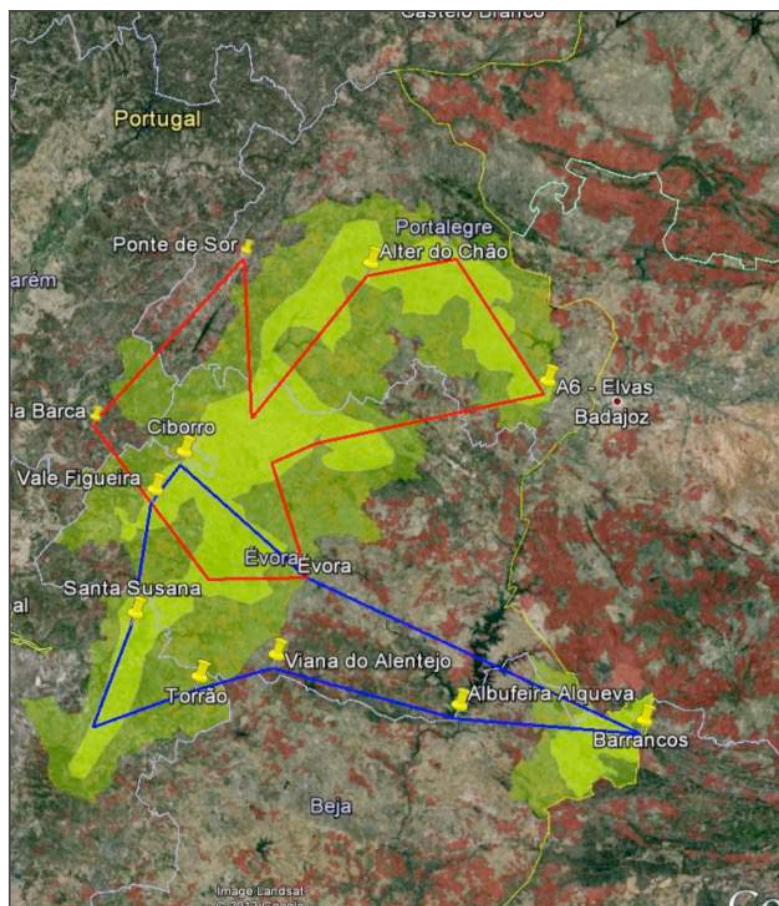 Castelo Branco
Portugal
Ponte de Sor
Portalegre
Alter do Chão
arém
A6 - Elvas
Badajoz
la Barca
Ciborro
Vale Figueira
Évora
Évora
Santa Susana
al
Viana do Alentejo
Torrão
Albufeira Alqueva
Barrancos
Beja
Image Landsat